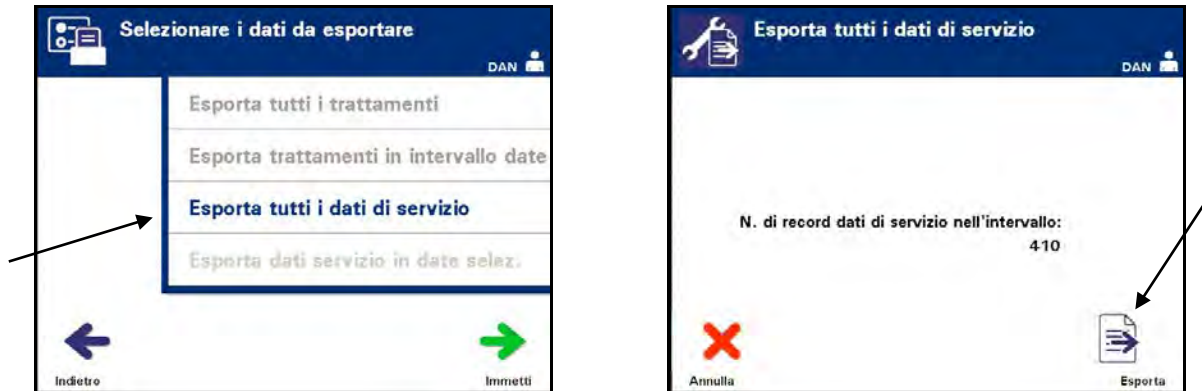 Selezionare i dati da esportare
DAN
Esporta tutti i trattamenti
Esporta trattamenti in intervallo date
Esporta tutti i dati di servizio
Esporta dati servizio in date selez.
Indietro
Immetti
Esporta tutti i dati di servizio
DAN
N. di record dati di servizio nell'intervallo:
410
Annulla
Esporta